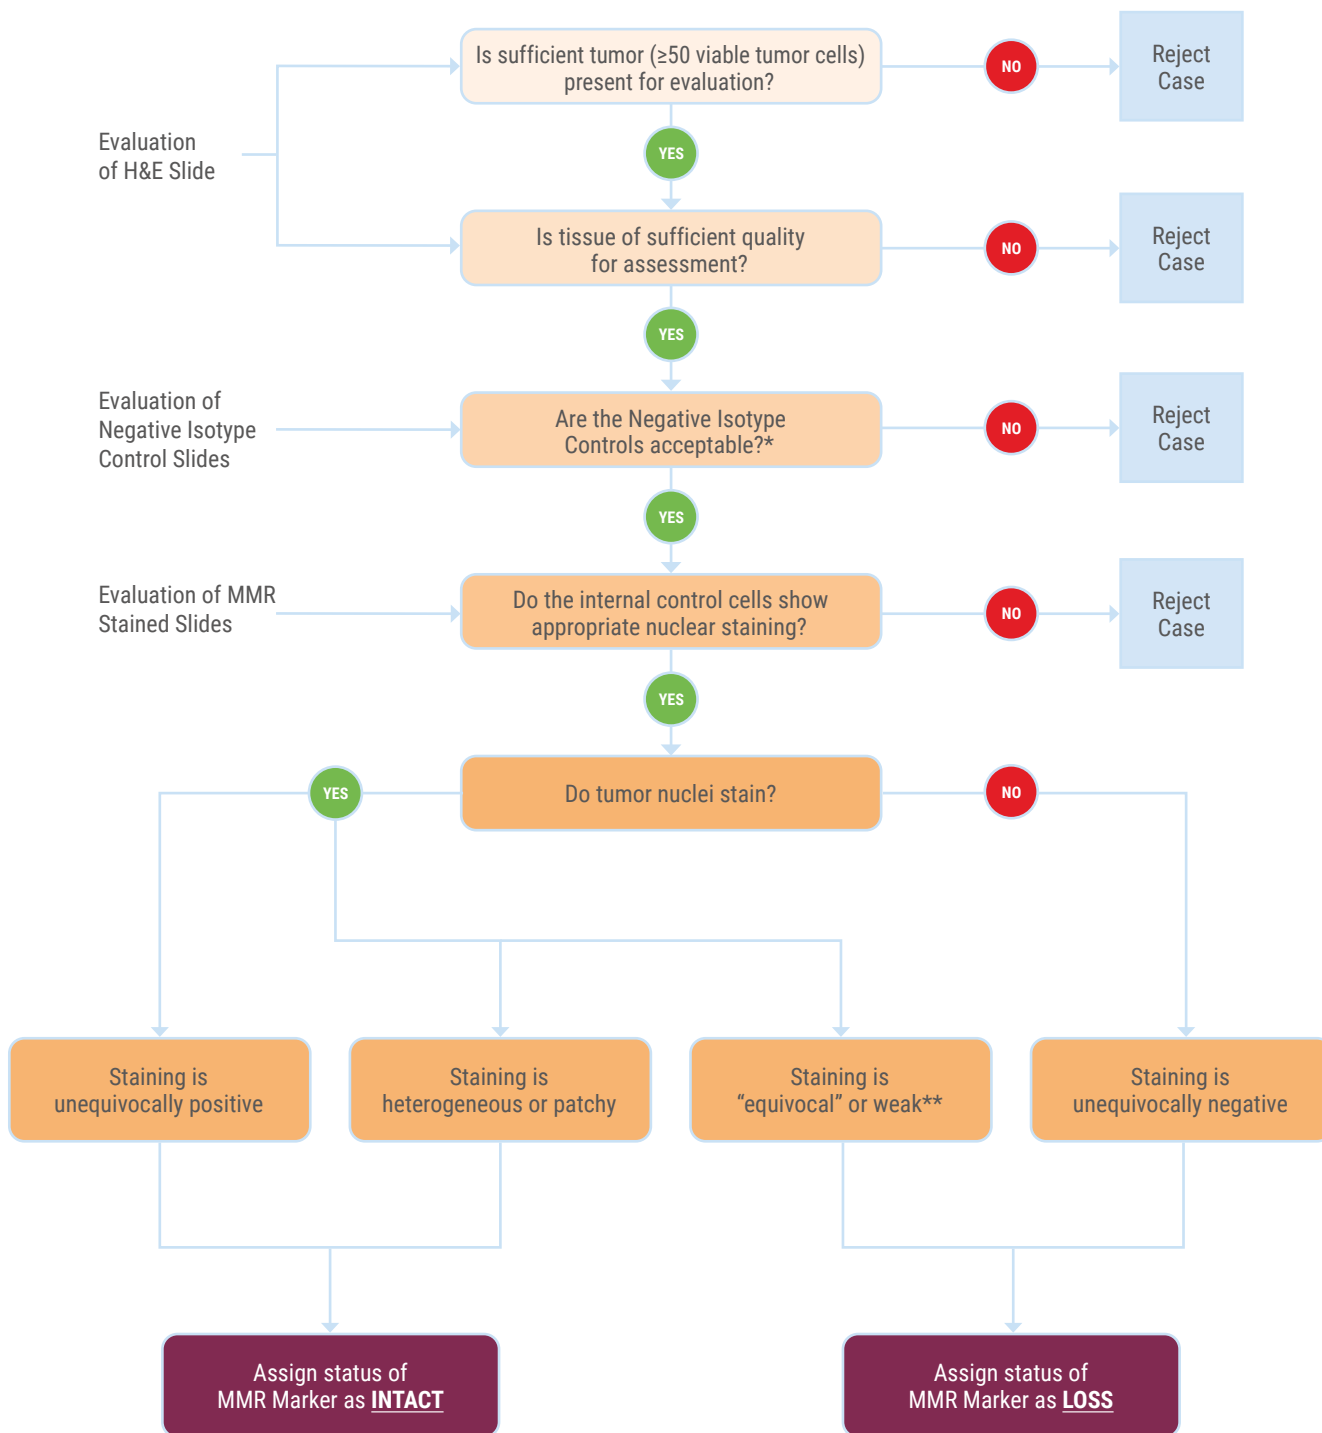 Is sufficient tumor (≥50 viable tumor cells)
present for evaluation?
NO
Reject
Case
Evaluation
of H&E Slide
YES
Is tissue of sufficient quality
for assessment?
NO
Reject
Case
YES
Evaluation of
Negative Isotype
Control Slides
Are the Negative Isotype
Controls acceptable?*
NO
Reject
Case
YES
Evaluation of MMR
Stained Slides
Do the internal control cells show
appropriate nuclear staining?
NO
Reject
Case
YES
Do tumor nuclei stain?
YES
NO
Staining is
unequivocally positive
Staining is
heterogeneous or patchy
Staining is
“equivocal” or weak**
Staining is
unequivocally negative
Assign status of
MMR Marker as INTACT
Assign status of
MMR Marker as LOSS